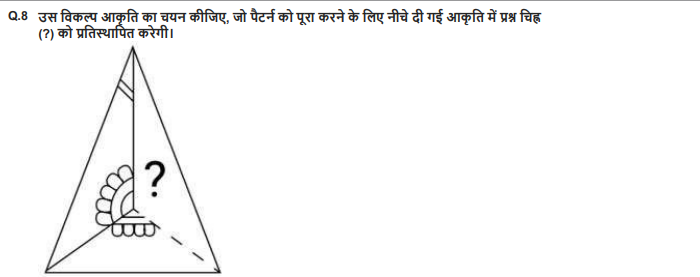 Q.8 उस विकल्प आकृति का चयन कीजिए, जो पैटर्न को पूरा करने के लिए नीचे दी गई आकृति में प्रश्न चिह्न
(?) को प्रतिस्थापित करेगी।
?